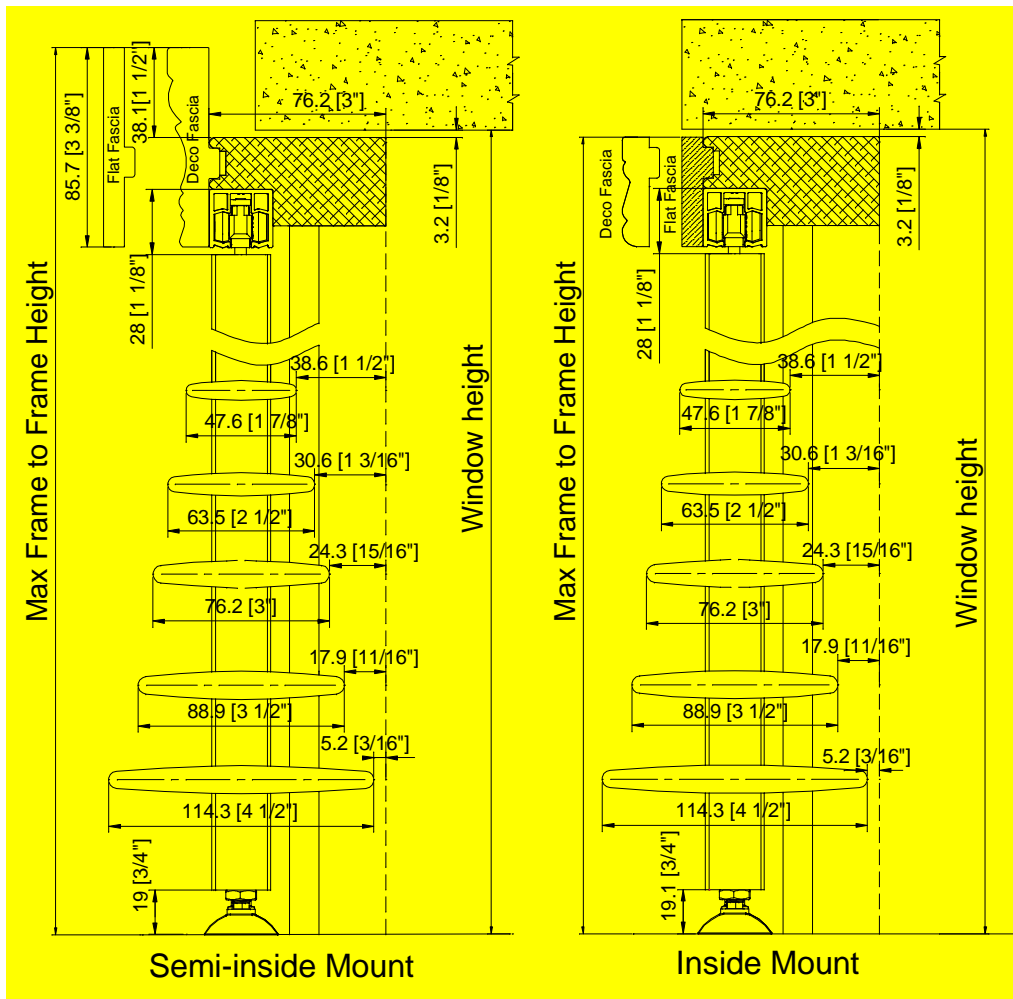 85.7 [3 3/8"]
Flat Fascia
38.1[1 1/2"]
Deco Fascia
76.2 [3"]
3.2 [1/8"]
28 [1 1/8"]
Max Frame to Frame Height
Window height
38.6 [1 1/2"]
47.6 [1 7/8"]
30.6 [1 3/16"]
63.5 [2 1/2"]
24.3 [15/16"]
76.2 [3"]
17.9 [11/16"]
88.9 [3 1/2"]
5.2 [3/16"]
114.3 [4 1/2"]
19 [3/4"]
Semi-inside Mount
76.2 [3"]
Deco Fascia
Flat Fascia
3.2 [1/8"]
28 [1 1/8"]
Max Frame to Frame Height
Window height
38.6 [1 1/2"]
47.6 [1 7/8"]
30.6 [1 3/16"]
63.5 [2 1/2"]
24.3 [15/16"]
76.2 [3"]
17.9 [11/16"]
88.9 [3 1/2"]
5.2 [3/16"]
114.3 [4 1/2"]
19.1 [3/4"]
Inside Mount